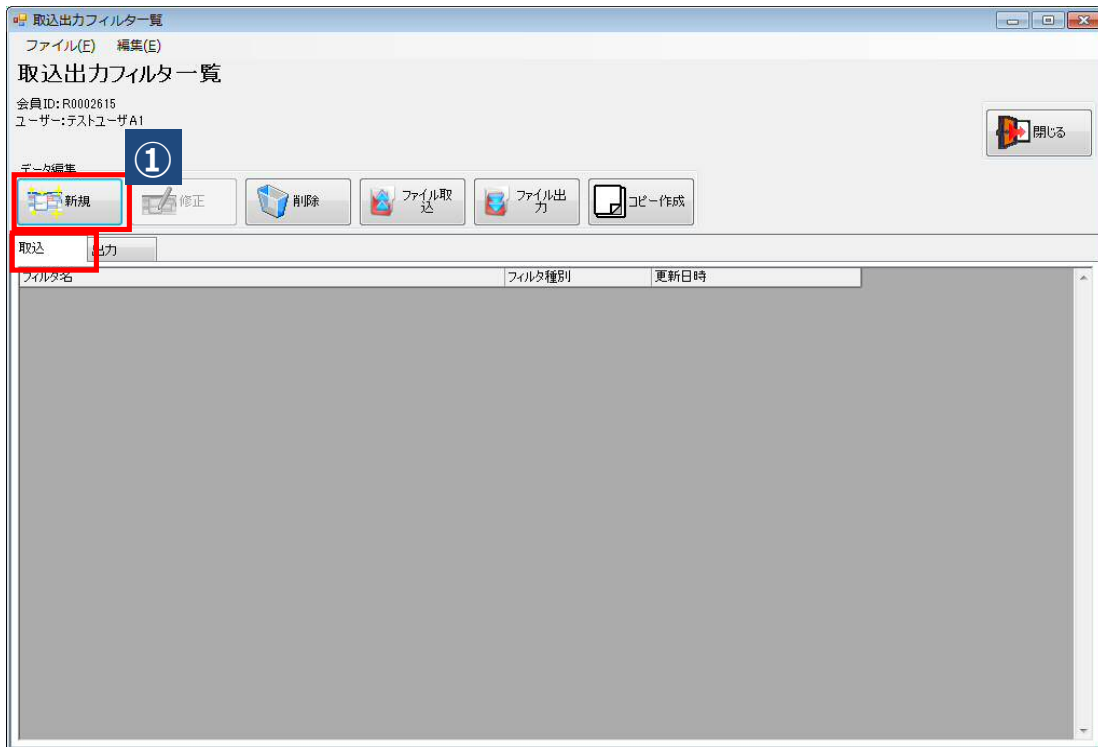 取込出力フィルタ一覧
ファイル(F) 編集(E)
取込出力フィルタ一覧
会員ID:R0002615
ユーザー:テストユーザA1
閉じる
①
データ編集
新規 修正 削除 ファイル取込 ファイル出力 コピー作成
取込 出力
フィルタ名 フィルタ種別 更新日時